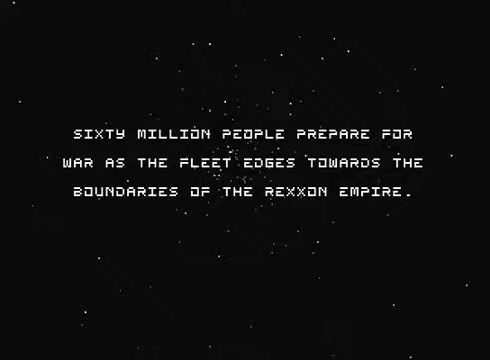 SIXTY MILLION PEOPLE PREPARE FOR
WAR AS THE FLEET EDGES TOWARDS THE
BOUNDARIES OF THE REXXON EMPIRE.